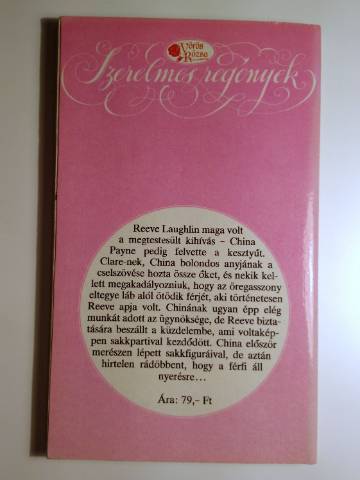 Vörös
Rózsa
Szerelmes regények
Reeve Laughlin maga volt
a megtestesült kihívás – China
Payne pedig felvette a kesztyűt.
Clare-nek, China bolondos anyjának a
cselszövése hozta össze őket, és nekik kel-
lett megakadályozniuk, hogy az öregasszony
eltegye láb alól ötödik férjét, aki történetesen
Reeve apja volt. Chinának ugyan épp elég
munkát adott az ügynöksége, de Reeve bizta-
tására beszállt a küzdelembe, ami voltakép-
pen sakkpartival kezdődött. China először
merészen lépett sakkfiguráival, de aztán
hirtelen rádöbbent, hogy a férfi áll
nyerésre...
Ára: 79,– Ft